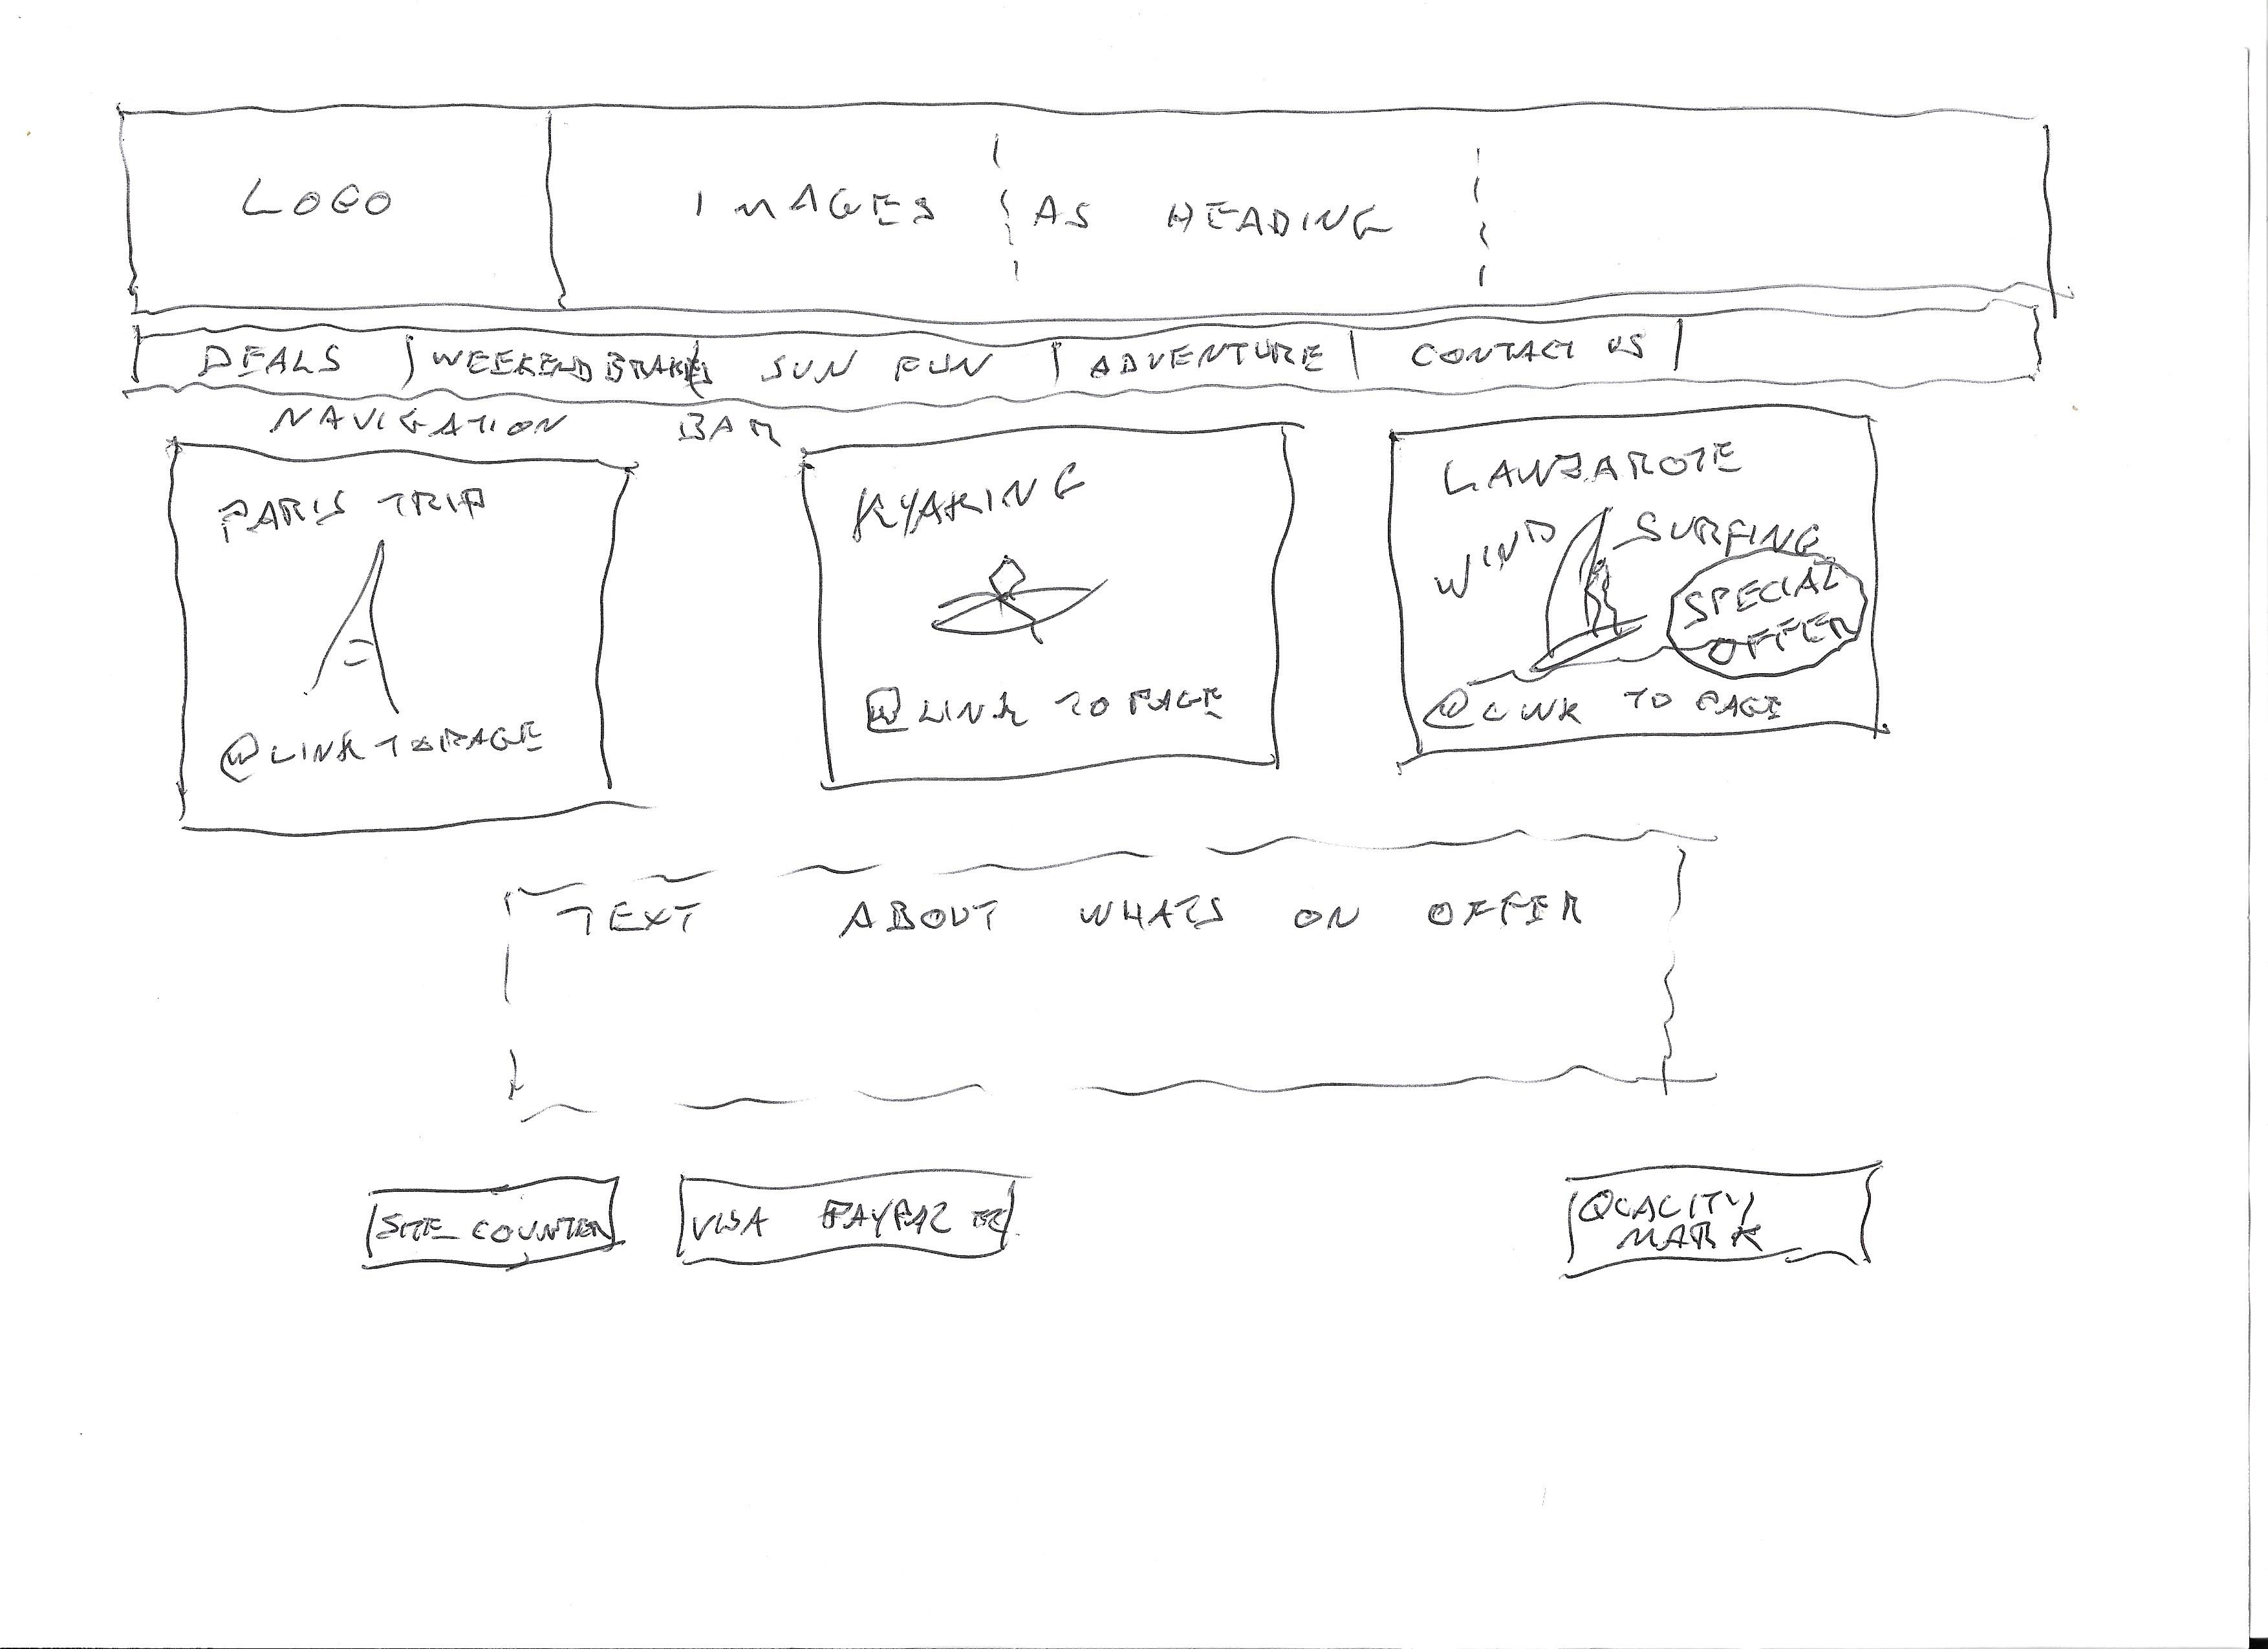 LOGO
IMAGES AS HEADING
DEALS WEEKEND BRAKES SUN FUN ADVENTURE CONTACT US
NAVIGATION BAR
PARIS TRIP
@ LINK TO PAGE
KYAKING
@ LINK TO PAGE
LANZAROTE
WIND SURFING
SPECIAL
OFFER
@ LINK TO PAGE
TEXT ABOUT WHATS ON OFFER
SITE COUNTER
VISA PAYPAL
QUALITY
MARK